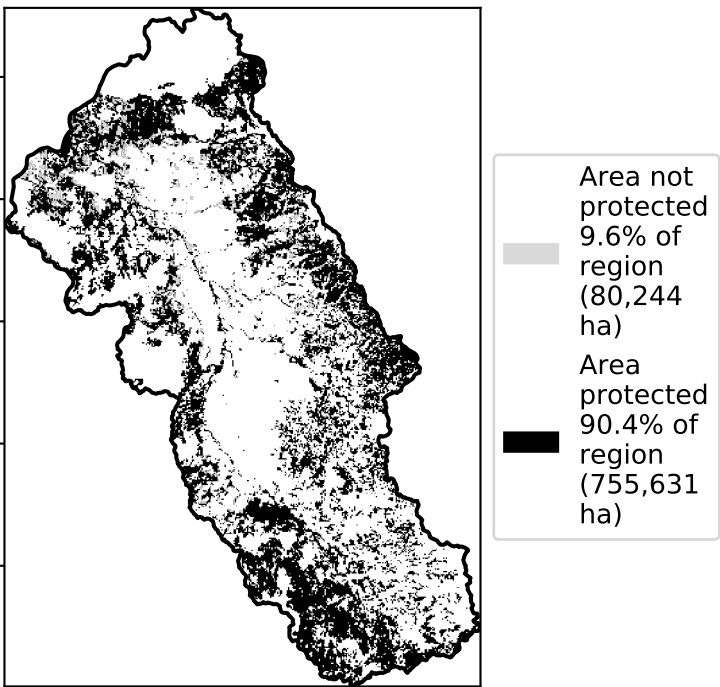 Area not
protected
9.6% of
region
(80,244
ha)
Area
protected
90.4% of
region
(755,631
ha)